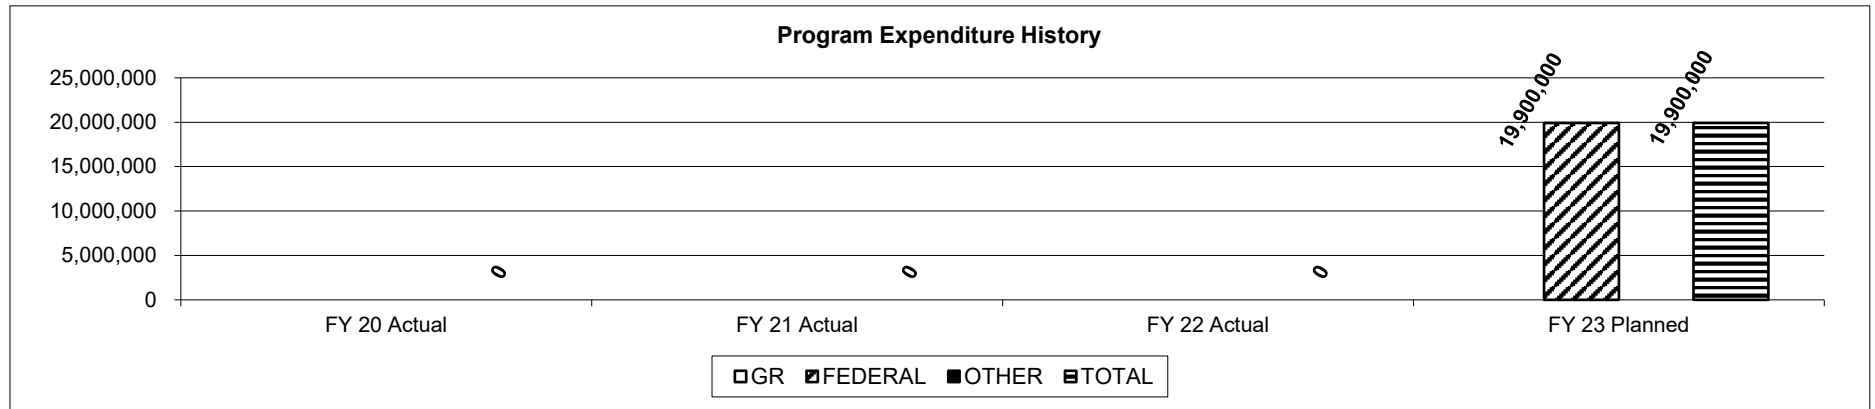 Program Expenditure History
25,000,000
20,000,000
15,000,000
10,000,000
5,000,000
0
0
0
0
19,900,000
19,900,000
FY 20 Actual
FY 21 Actual
FY 22 Actual
FY 23 Planned
GR FEDERAL OTHER TOTAL